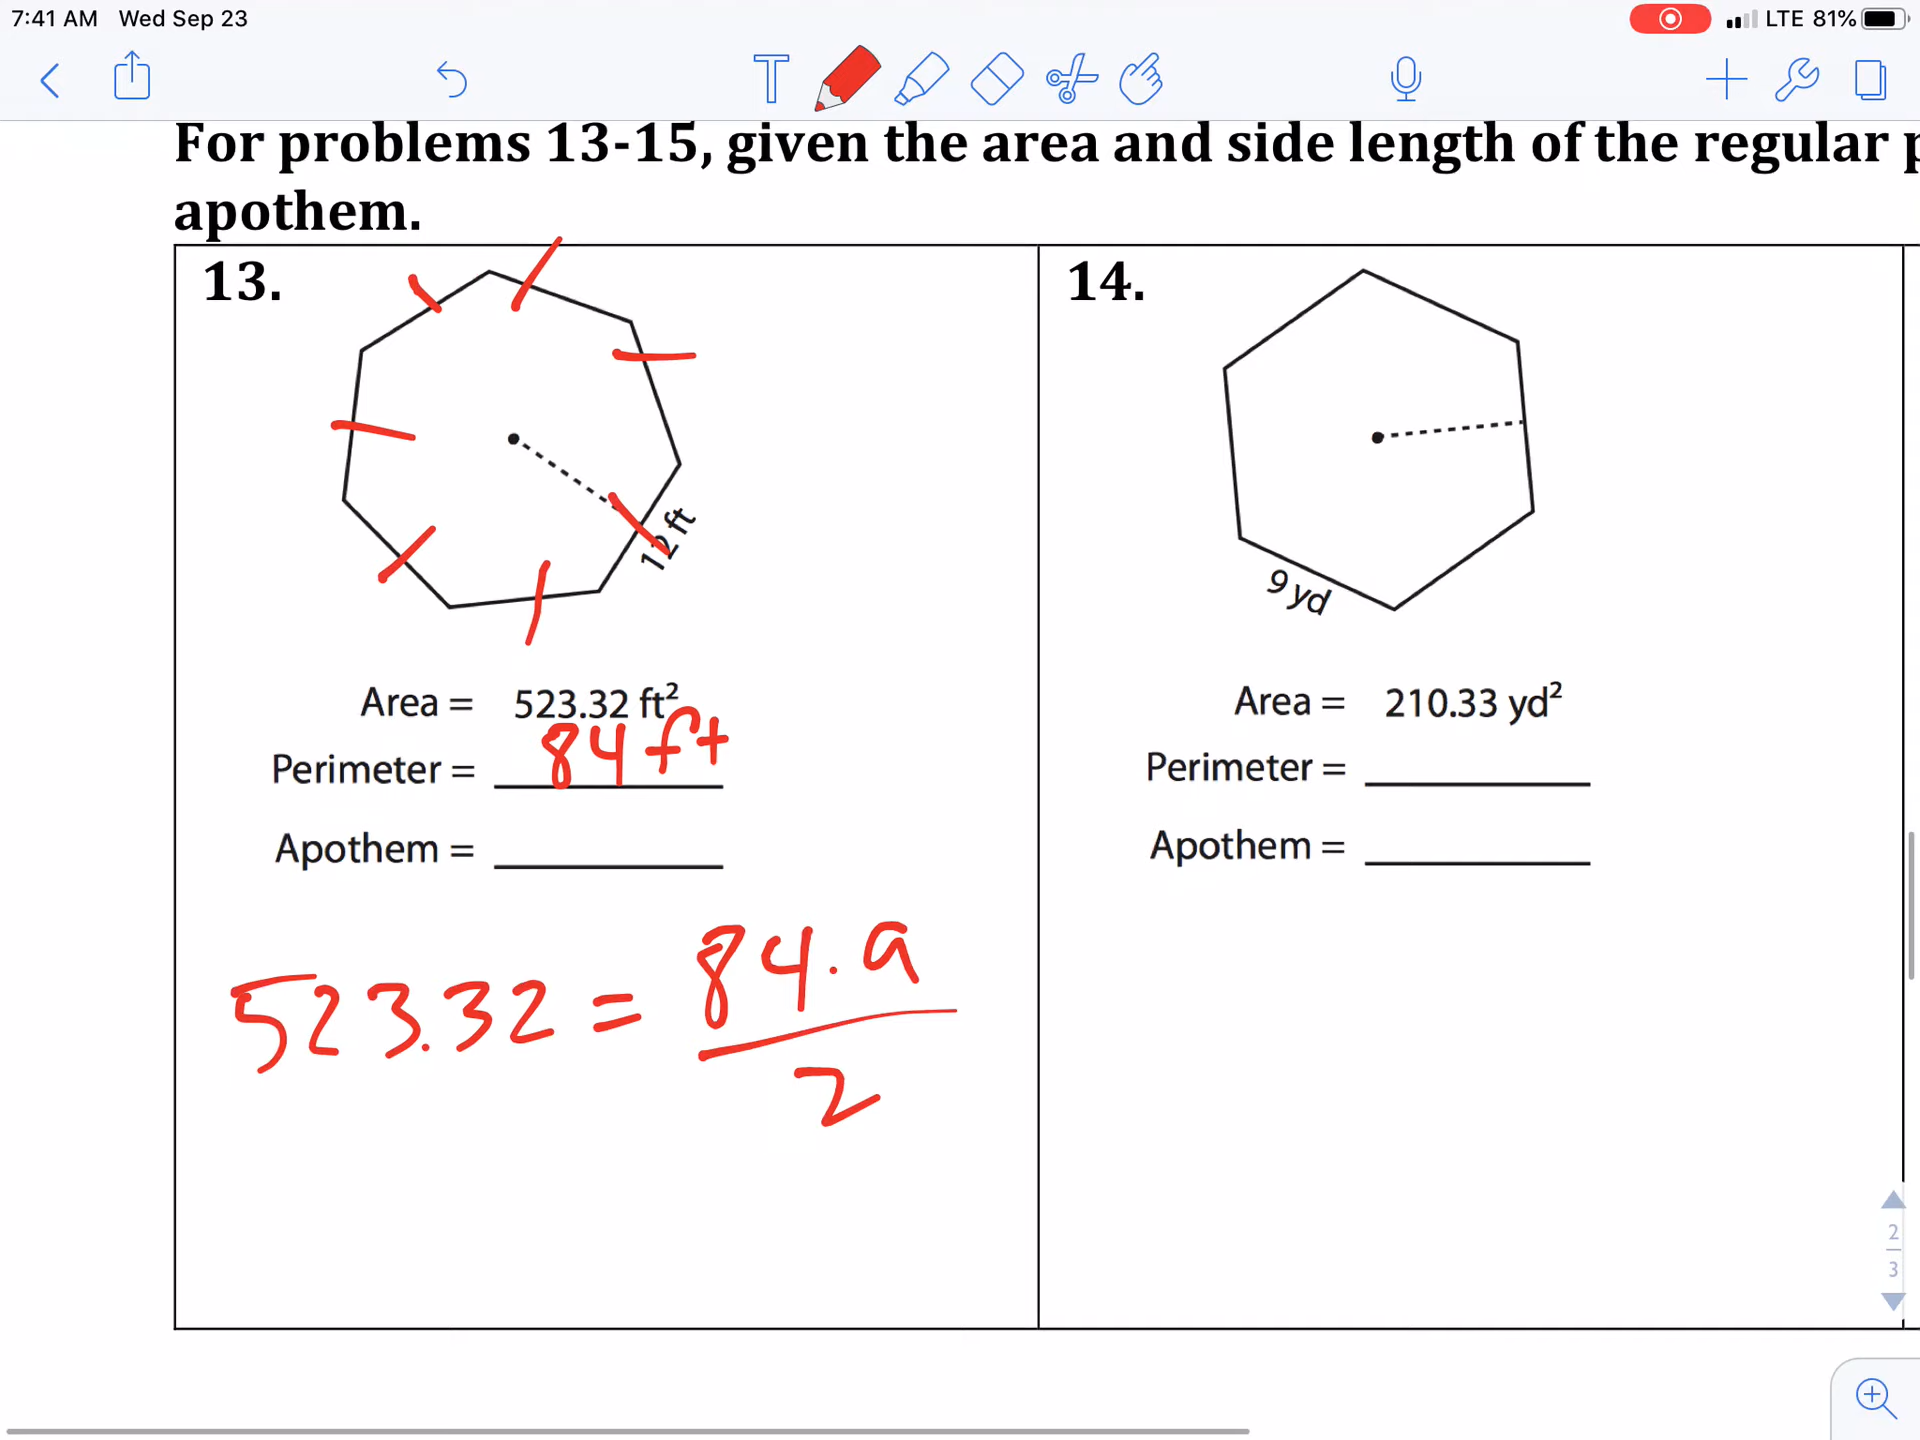 7:41 AM Wed Sep 23
LTE 81%
T
For problems 13-15, given the area and side length of the regular p
apothem.
13.
12 ft
Area = 523.32 ft²
Perimeter = 84 ft
Apothem =
523.32 = 84 . a
2
14.
9 yd
Area = 210.33 yd²
Perimeter =
Apothem =
2
3